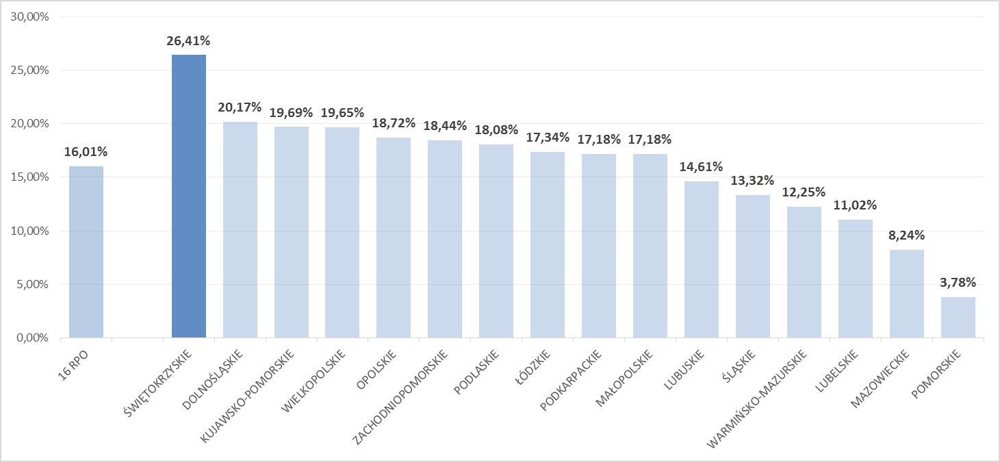 30,00%
25,00%
20,00%
15,00%
10,00%
5,00%
0,00%
16,01%
26,41%
20,17%
19,69%
19,65%
18,72%
18,44%
18,08%
17,34%
17,18%
17,18%
14,61%
13,32%
12,25%
11,02%
8,24%
3,78%
16 RPO
ŚWIĘTOKRZYSKIE
DOLNOŚLĄSKIE
KUJAWSKO-POMORSKIE
WIELKOPOLSKIE
OPOLSKIE
ZACHODNIOPOMORSKIE
PODLASKIE
ŁÓDZKIE
PODKARPACKIE
MAŁOPOLSKIE
LUBUSKIE
ŚLĄSKIE
WARMIŃSKO-MAZURSKIE
LUBELSKIE
MAZOWIECKIE
POMORSKIE